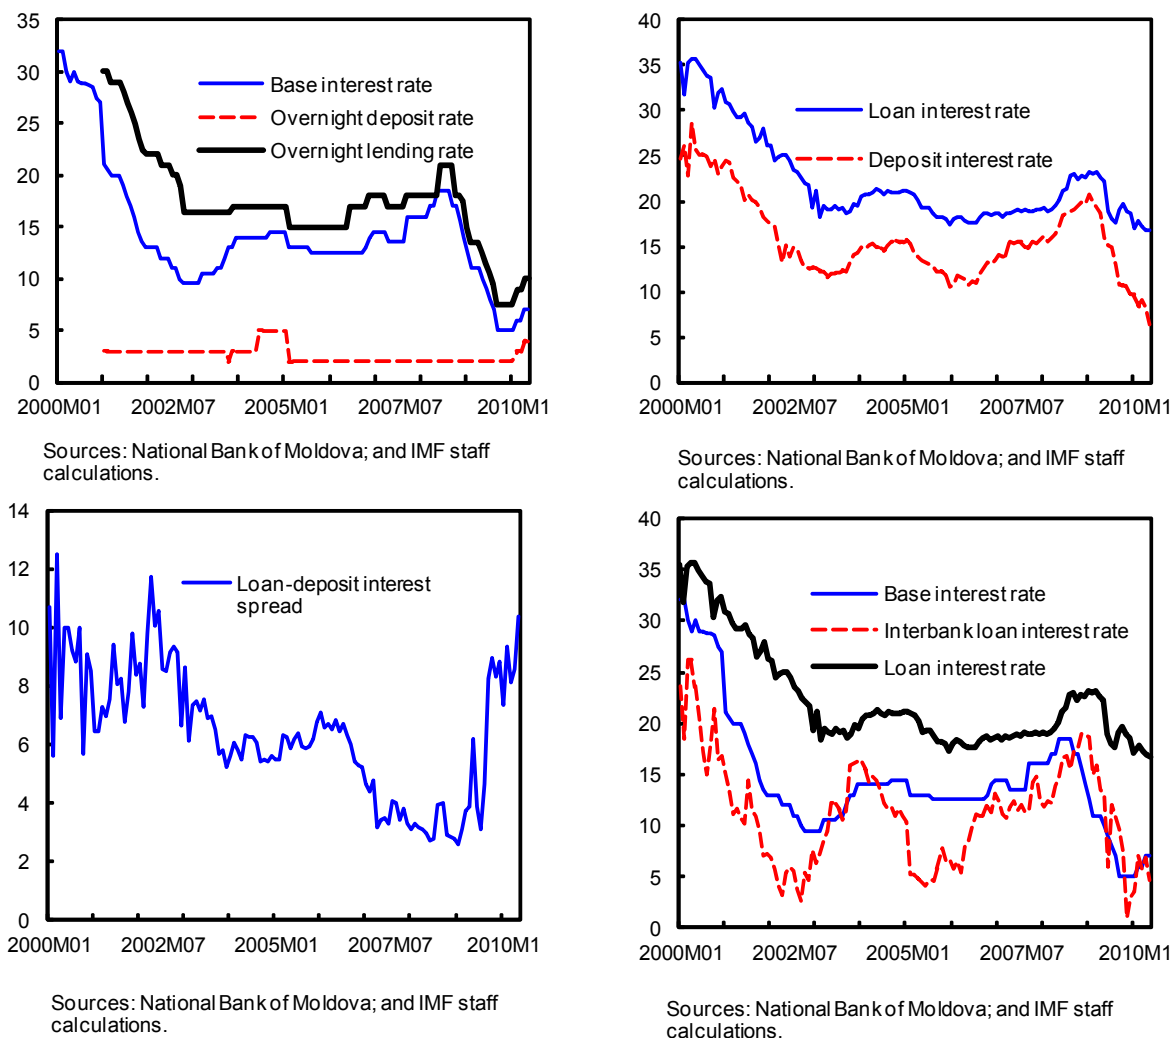 35
30
25
20
15
10
5
0
Base interest rate
Overnight deposit rate
Overnight lending rate
2000M01 2002M07 2005M01 2007M07 2010M1
Sources: National Bank of Moldova; and IMF staff
calculations.
40
35
30
25
20
15
10
5
0
Loan interest rate
Deposit interest rate
2000M01 2002M07 2005M01 2007M07 2010M1
Sources: National Bank of Moldova; and IMF staff
calculations.
14
12
10
8
6
4
2
0
Loan-deposit interest
spread
2000M01 2002M07 2005M01 2007M07 2010M1
Sources: National Bank of Moldova; and IMF staff
calculations.
40
35
30
25
20
15
10
5
0
Base interest rate
Interbank loan interest rate
Loan interest rate
2000M01 2002M07 2005M01 2007M07 2010M1
Sources: National Bank of Moldova; and IMF staff
calculations.